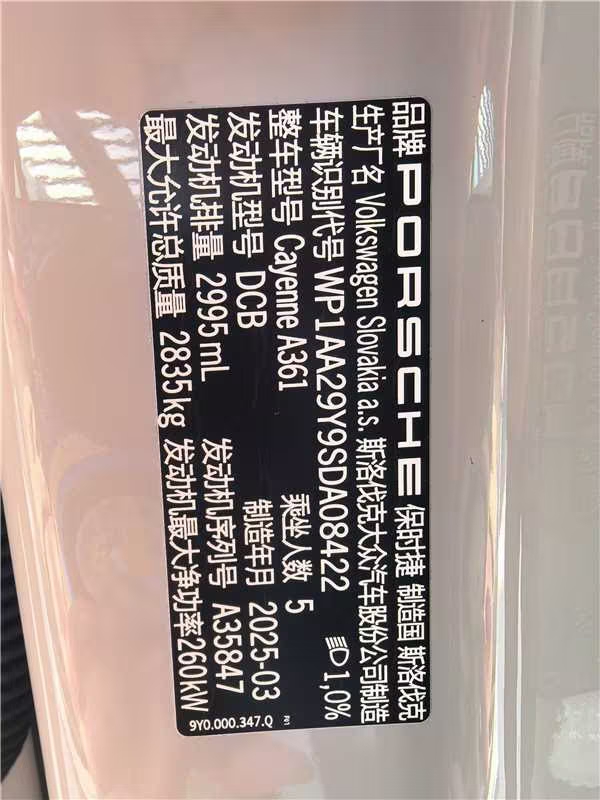 品牌 PORSCHE 保时捷 制造国 斯洛伐克
生产厂名 Volkswagen Slovakia a.s. 斯洛伐克大众汽车股份公司制造
车辆识别代号 WP1AA29Y9SDA08422 1,0%
整车型号 Cayenne A361 乘坐人数 5
发动机型号 DCB 制造年月 2025-03
发动机排量 2995mL 发动机序列号 A35847
最大允许总质量 2835kg 发动机最大净功率260kW
9Y0.000.347.Q